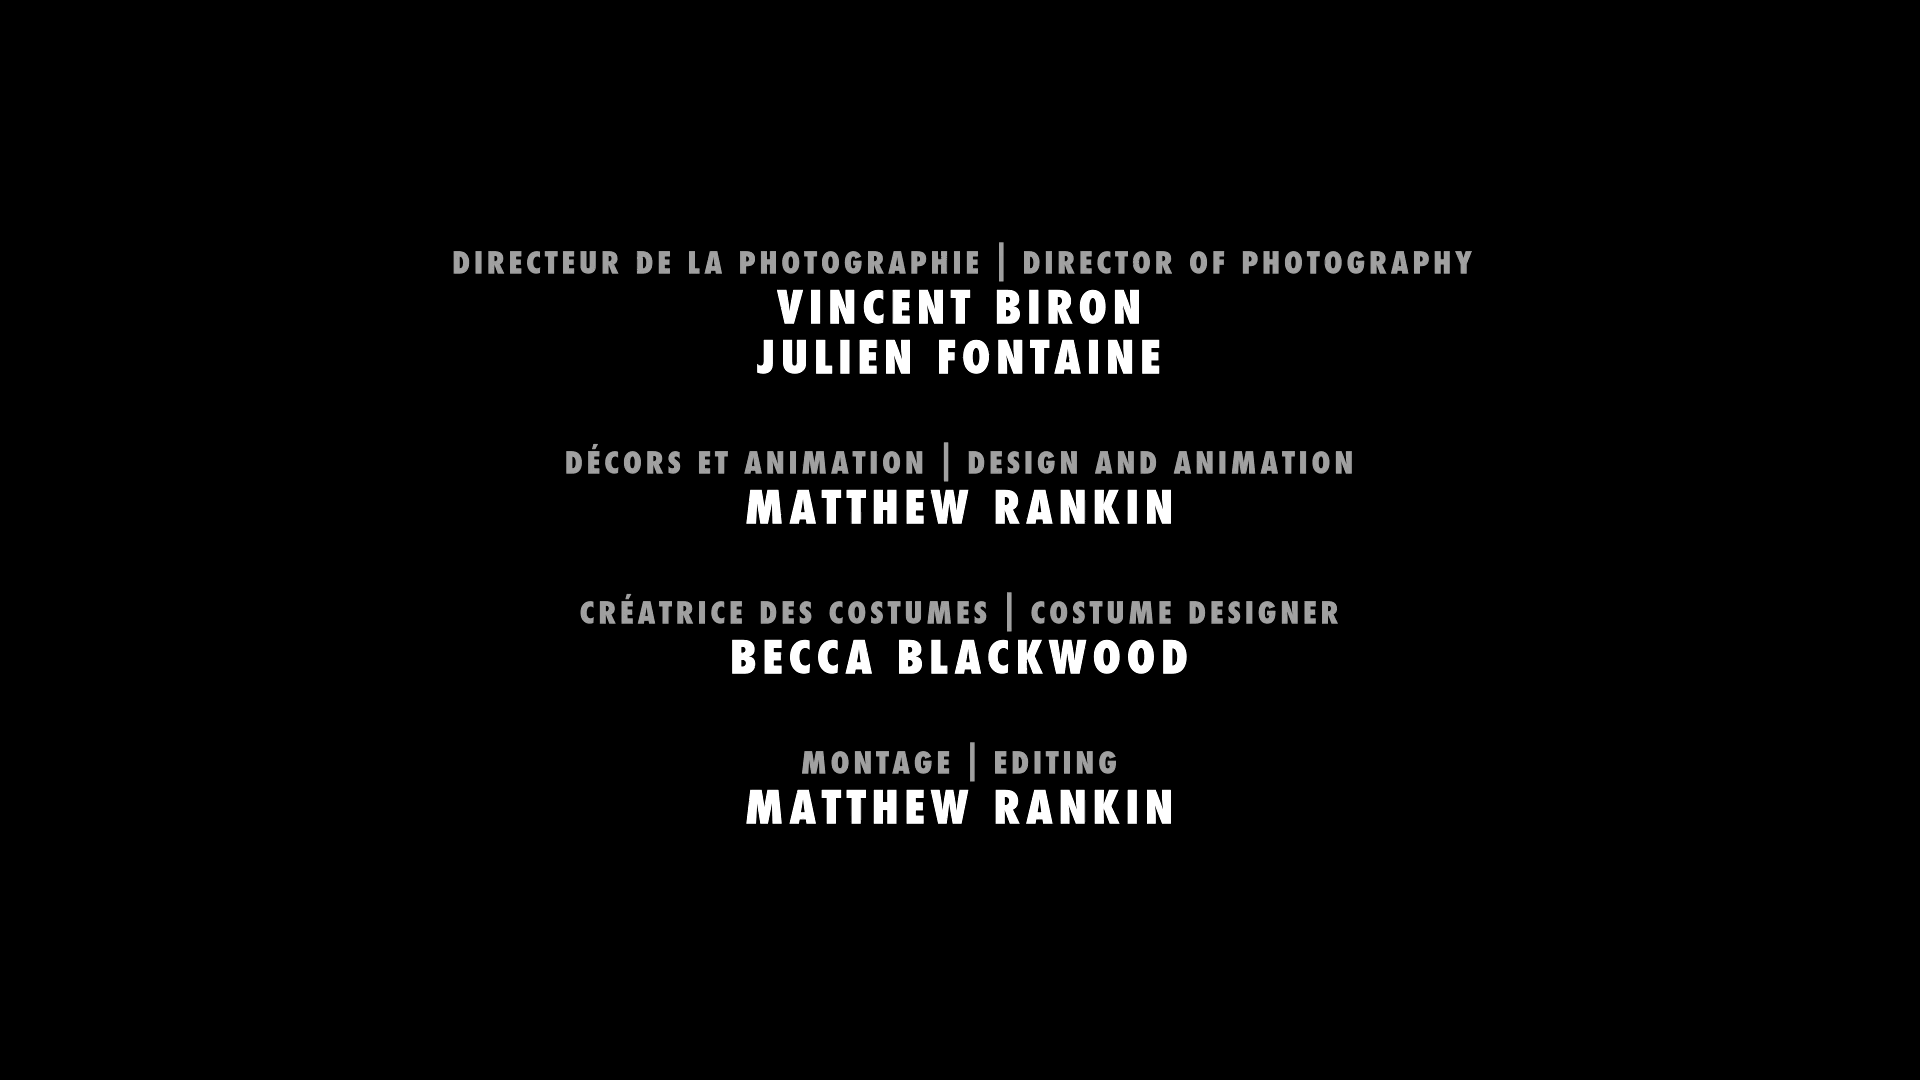 DIRECTEUR DE LA PHOTOGRAPHIE | DIRECTOR OF PHOTOGRAPHY
VINCENT BIRON
JULIEN FONTAINE
DÉCORS ET ANIMATION | DESIGN AND ANIMATION
MATTHEW RANKIN
CRÉATRICE DES COSTUMES | COSTUME DESIGNER
BECCA BLACKWOOD
MONTAGE | EDITING
MATTHEW RANKIN